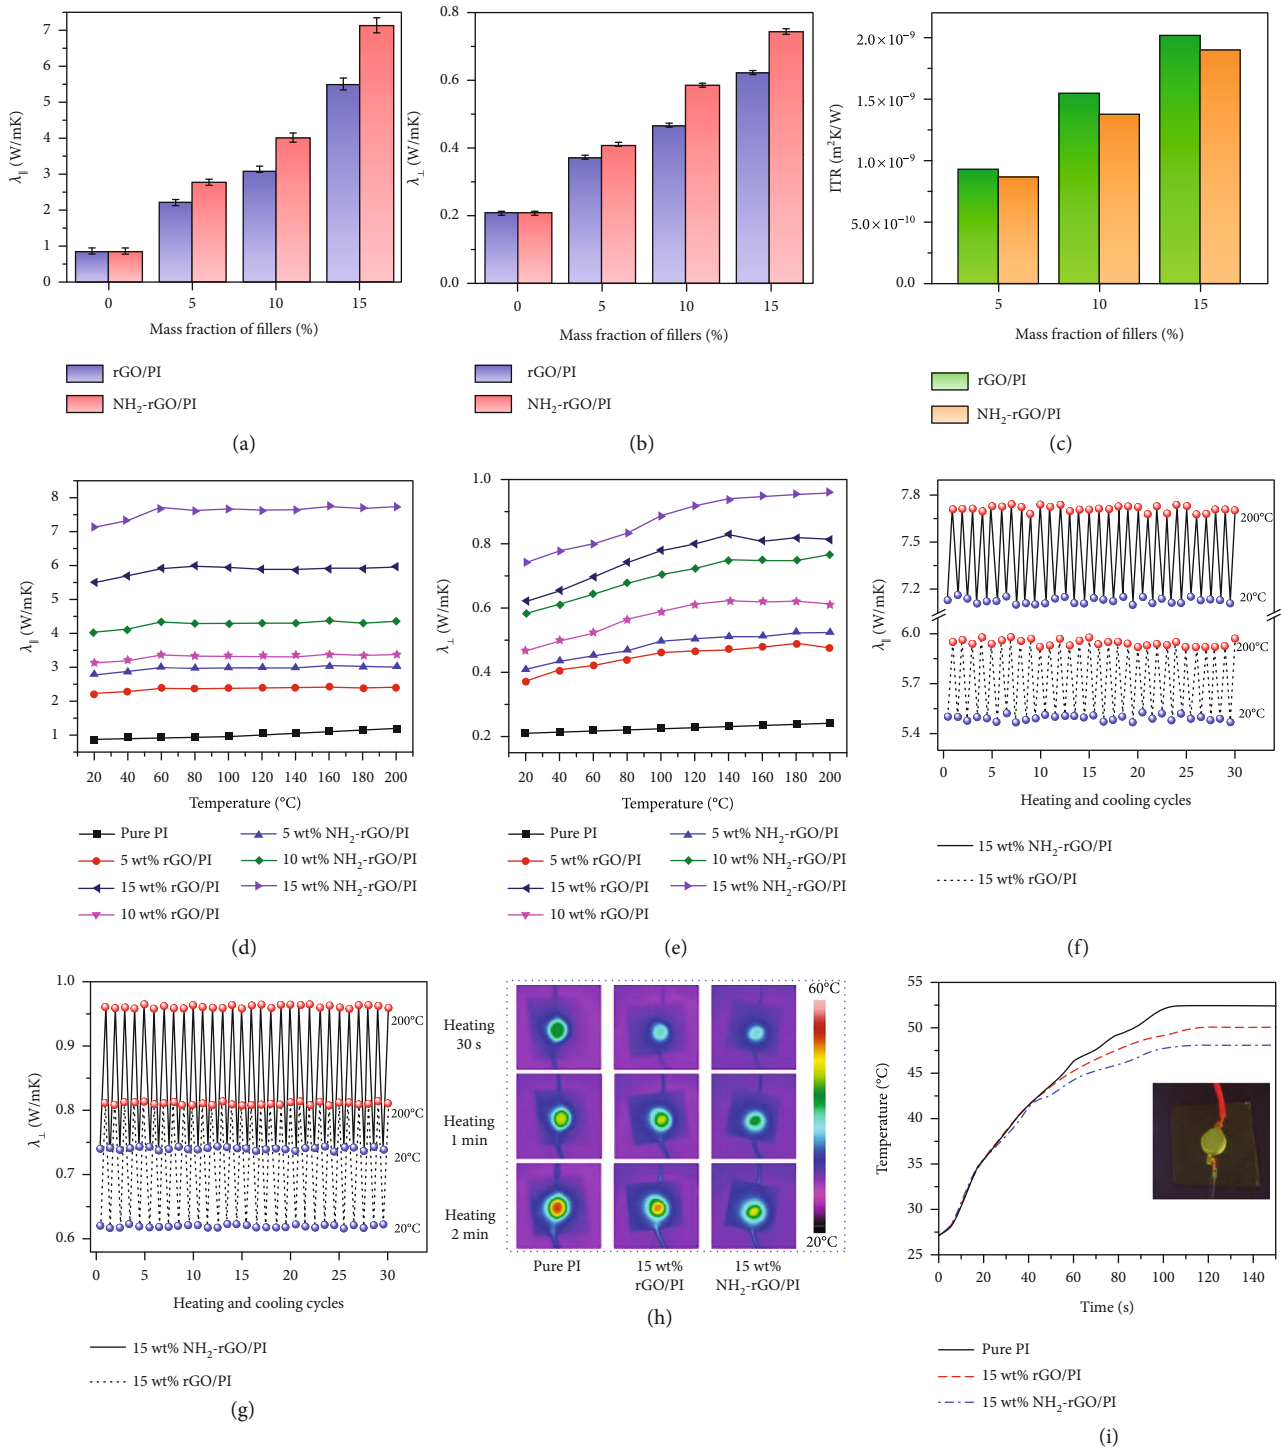 7
6
5
4
3
2
1
0
λ∥ (W/mK)
0
5
10
15
Mass fraction of fillers (%)
rGO/PI
NH2-rGO/PI
(a)
0.8
0.6
0.4
0.2
0.0
λ⊥ (W/mK)
0
5
10
15
Mass fraction of fillers (%)
rGO/PI
NH2-rGO/PI
(b)
2.0×10⁻⁹
1.5×10⁻⁹
1.0×10⁻⁹
5.0×10⁻¹⁰
0.0
ITR (m²K/W)
5
10
15
Mass fraction of fillers (%)
rGO/PI
NH2-rGO/PI
(c)
8
7
6
5
4
3
2
1
λ∥ (W/mK)
20 40 60 80 100 120 140 160 180 200
Temperature (°C)
Pure PI
5 wt% rGO/PI
15 wt% rGO/PI
10 wt% rGO/PI
5 wt% NH2-rGO/PI
10 wt% NH2-rGO/PI
15 wt% NH2-rGO/PI
(d)
1.0
0.8
0.6
0.4
0.2
λ⊥ (W/mK)
20 40 60 80 100 120 140 160 180 200
Temperature (°C)
Pure PI
5 wt% rGO/PI
15 wt% rGO/PI
10 wt% rGO/PI
5 wt% NH2-rGO/PI
10 wt% NH2-rGO/PI
15 wt% NH2-rGO/PI
(e)
7.8
7.5
7.2
6.0
5.7
5.4
λ∥ (W/mK)
200°C
20°C
200°C
20°C
0 5 10 15 20 25 30
Heating and cooling cycles
15 wt% NH2-rGO/PI
15 wt% rGO/PI
(f)
1.0
0.9
0.8
0.7
0.6
λ⊥ (W/mK)
200°C
200°C
20°C
20°C
0 5 10 15 20 25 30
Heating and cooling cycles
15 wt% NH2-rGO/PI
15 wt% rGO/PI
(g)
Heating
30 s
Heating
1 min
Heating
2 min
60°C
20°C
Pure PI
15 wt%
rGO/PI
15 wt%
NH2-rGO/PI
(h)
55
50
45
40
35
30
25
Temperature (°C)
0 20 40 60 80 100 120 140
Time (s)
Pure PI
15 wt% rGO/PI
15 wt% NH2-rGO/PI
(i)